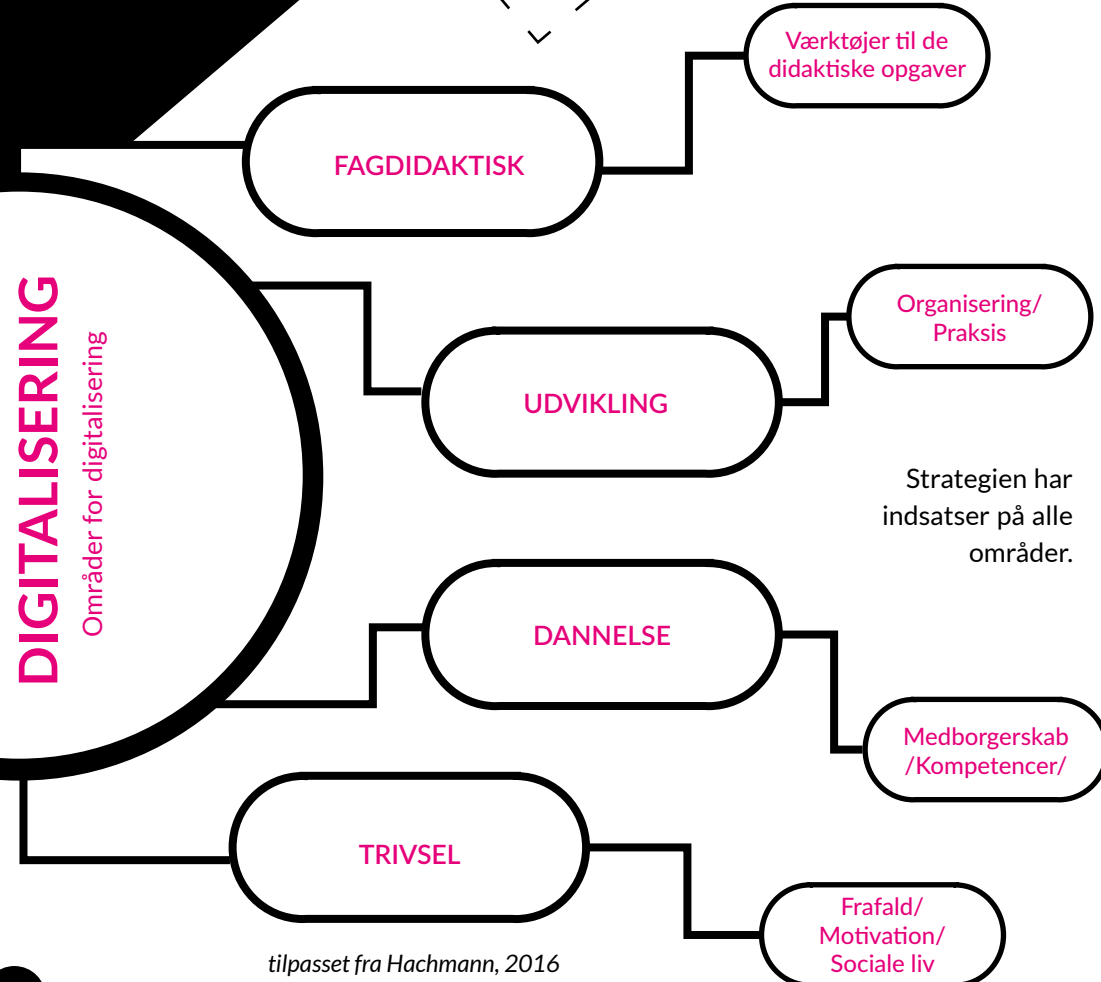 DIGITALISERING
Områder for digitalisering
FAGDIDAKTISK
Værktøjer til de
didaktiske opgaver
UDVIKLING
Organisering/
Praksis
Strategien har
indsatser på alle
områder.
DANNELSE
Medborgerskab
/Kompetencer/
TRIVSEL
Frafald/
Motivation/
Sociale liv
tilpasset fra Hachmann, 2016